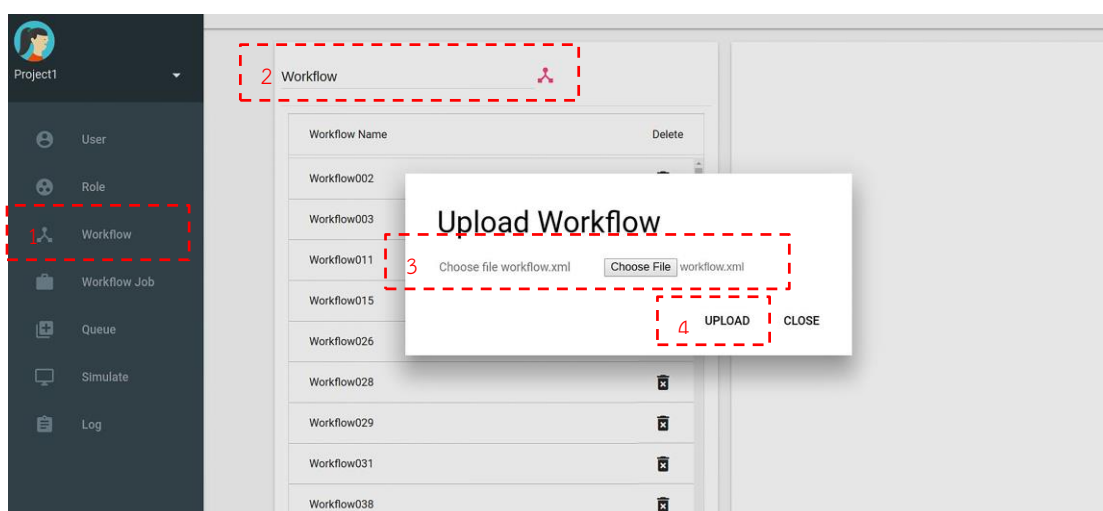 Project1
User
Role
1 Workflow
Workflow Job
Queue
SImulate
Log
2 Workflow
Workflow Name Delete
Workflow002
Workflow003
Workflow011
Workflow015
Workflow026
Workflow028
Workflow029
Workflow031
Workflow038
Upload Workflow
3 Choose file workflow.xml Choose File workflow.xml
4 UPLOAD CLOSE